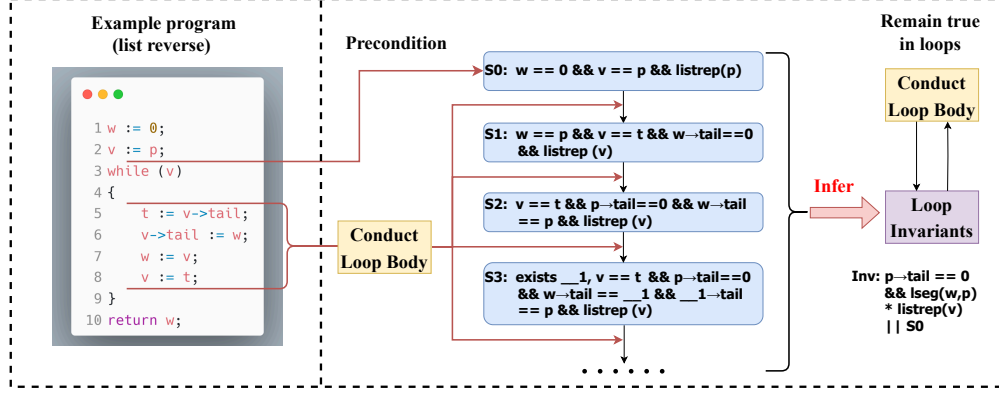 Example program
(list reverse)
1 w := 0;
2 v := p;
3 while (v)
4 {
5 t := v->tail;
6 v->tail := w;
7 w := v;
8 v := t;
9 }
10 return w;
Conduct
Loop Body
Precondition
S0: w == 0 && v == p && listrep(p)
S1: w == p && v == t && w→tail==0
&& listrep (v)
S2: v == t && p→tail==0 && w→tail
== p && listrep (v)
S3: exists __1, v == t && p→tail==0
&& w→tail == __1 && __1→tail
== p && listrep (v)
. . . . . .
Infer
Remain true
in loops
Conduct
Loop Body
Loop
Invariants
Inv: p→tail == 0
&& lseg(w,p)
* listrep(v)
|| S0